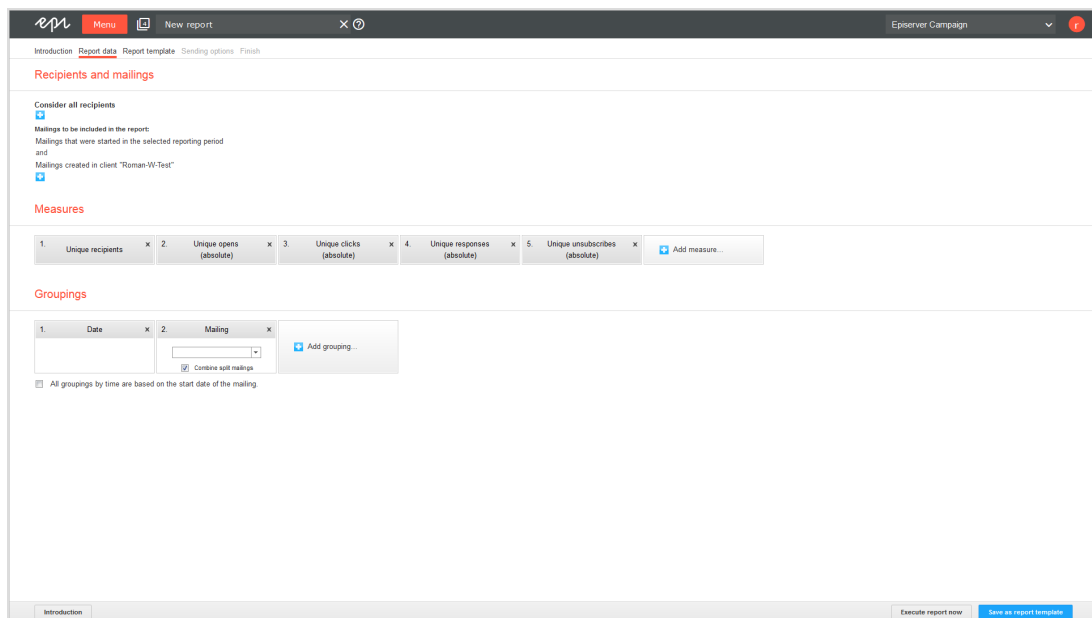 epi Menu 4 New report Episerver Campaign r
Introduction Report data Report template Sending options Finish
Recipients and mailings
Consider all recipients
Mailings to be included in the report:
Mailings that were started in the selected reporting period
and
Mailings created in client "Roman-W-Test"
Measures
1. Unique recipients x
2. Unique opens x
(absolute)
3. Unique clicks x
(absolute)
4. Unique responses x
(absolute)
5. Unique unsubscribes x
(absolute)
Add measure...
Groupings
1. Date x
2. Mailing x
Combine split mailings
Add grouping...
All groupings by time are based on the start date of the mailing.
Introduction Execute report now Save as report template